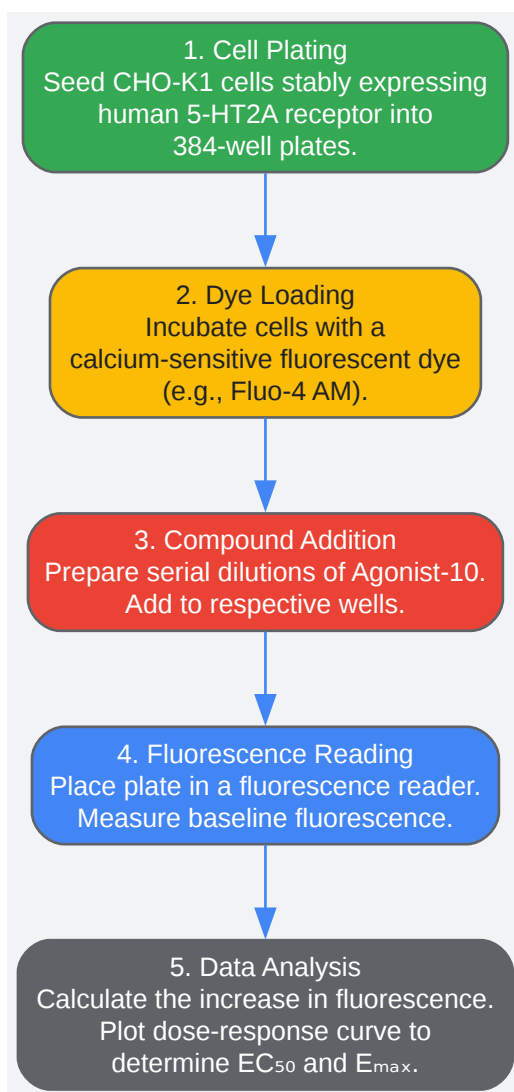 1. Cell Plating
Seed CHO-K1 cells stably expressing
human 5-HT2A receptor into
384-well plates.
2. Dye Loading
Incubate cells with a
calcium-sensitive fluorescent dye
(e.g., Fluo-4 AM).
3. Compound Addition
Prepare serial dilutions of Agonist-10.
Add to respective wells.
4. Fluorescence Reading
Place plate in a fluorescence reader.
Measure baseline fluorescence.
5. Data Analysis
Calculate the increase in fluorescence.
Plot dose-response curve to
determine EC₅₀ and Eₘₐₓ.